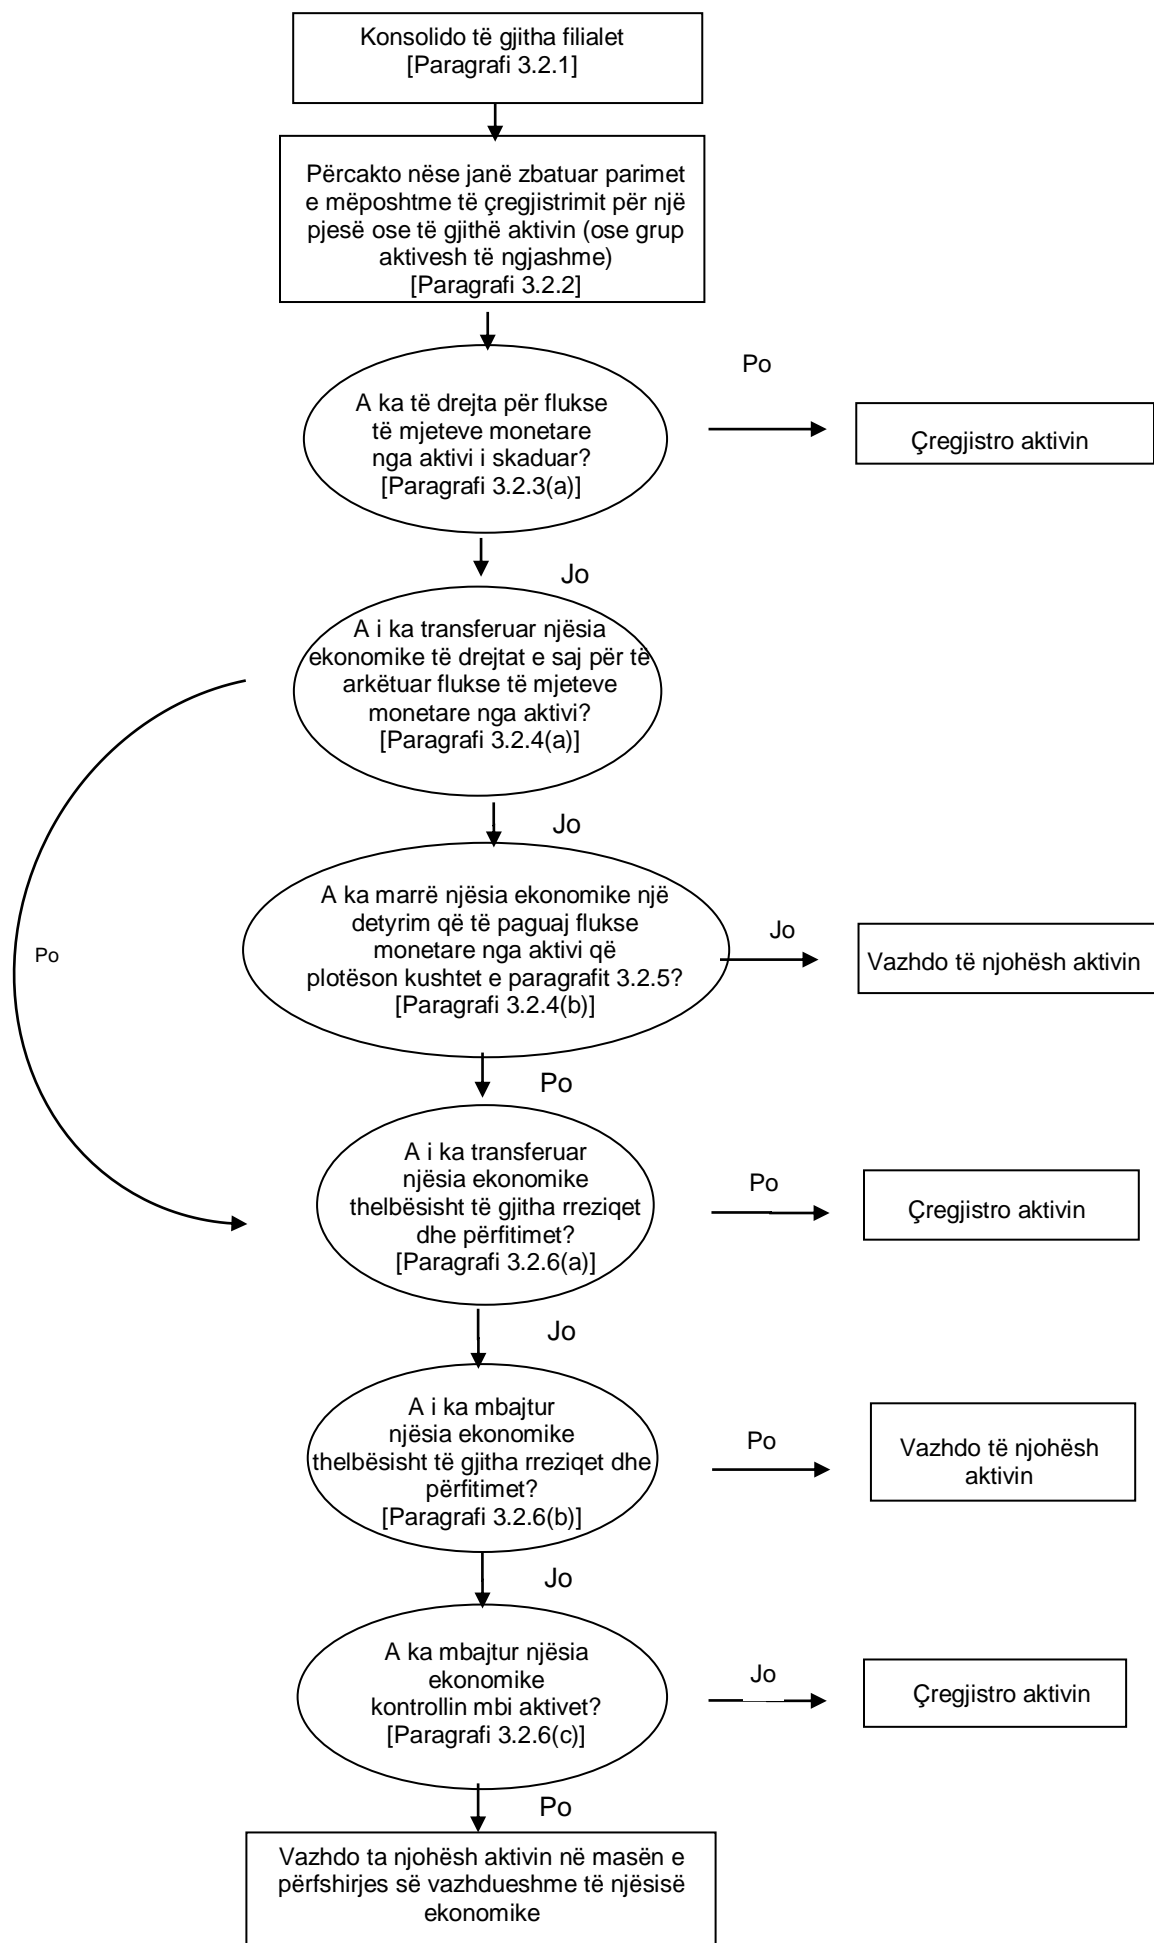 Konsolido të gjitha filialet
[Paragrafi 3.2.1]
Përcakto nëse janë zbatuar parimet
e mëposhtme të çregjistrimit për një
pjesë ose të gjithë aktivin (ose grup
aktivesh të ngjashme)
[Paragrafi 3.2.2]
A ka të drejta për flukse
të mjeteve monetare
nga aktivi i skaduar?
[Paragrafi 3.2.3(a)]
Po
Çregjistro aktivin
Jo
A i ka transferuar njësia
ekonomike të drejtat e saj për të
arkëtuar flukse të mjeteve
monetare nga aktivi?
[Paragrafi 3.2.4(a)]
Po
Jo
A ka marrë njësia ekonomike një
detyrim që të paguaj flukse
monetare nga aktivi që
plotëson kushtet e paragrafit 3.2.5?
[Paragrafi 3.2.4(b)]
Jo
Vazhdo të njohësh aktivin
Po
A i ka transferuar
njësia ekonomike
thelbësisht të gjitha rreziqet
dhe përfitimet?
[Paragrafi 3.2.6(a)]
Po
Çregjistro aktivin
Jo
A i ka mbajtur
njësia ekonomike
thelbësisht të gjitha rreziqet dhe
përfitimet?
[Paragrafi 3.2.6(b)]
Po
Vazhdo të njohësh
aktivin
Jo
A ka mbajtur njësia
ekonomike
kontrollin mbi aktivet?
[Paragrafi 3.2.6(c)]
Jo
Çregjistro aktivin
Po
Vazhdo ta njohësh aktivin në masën e
përfshirjes së vazhdueshme të njësisë
ekonomike